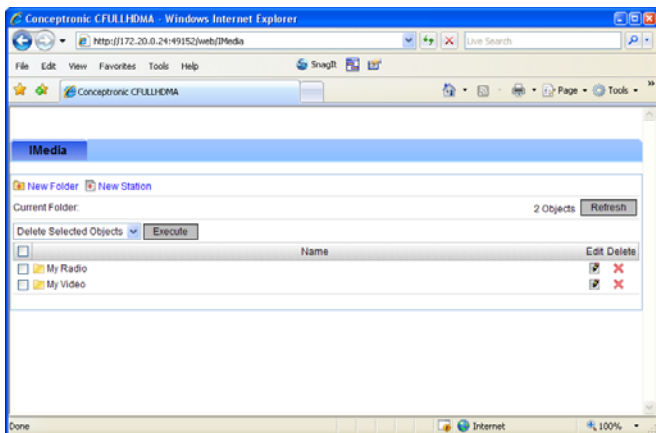 Conceptronic CFULLHDMA - Windows Internet Explorer
http://172.20.0.24:49152/web/IMedia
Live Search
File Edit View Favorites Tools Help
SnagIt
Conceptronic CFULLHDMA
Page Tools
IMedia
New Folder New Station
Current Folder: 2 Objects Refresh
Delete Selected Objects Execute
Name Edit Delete
My Radio
My Video
Done Internet 100%